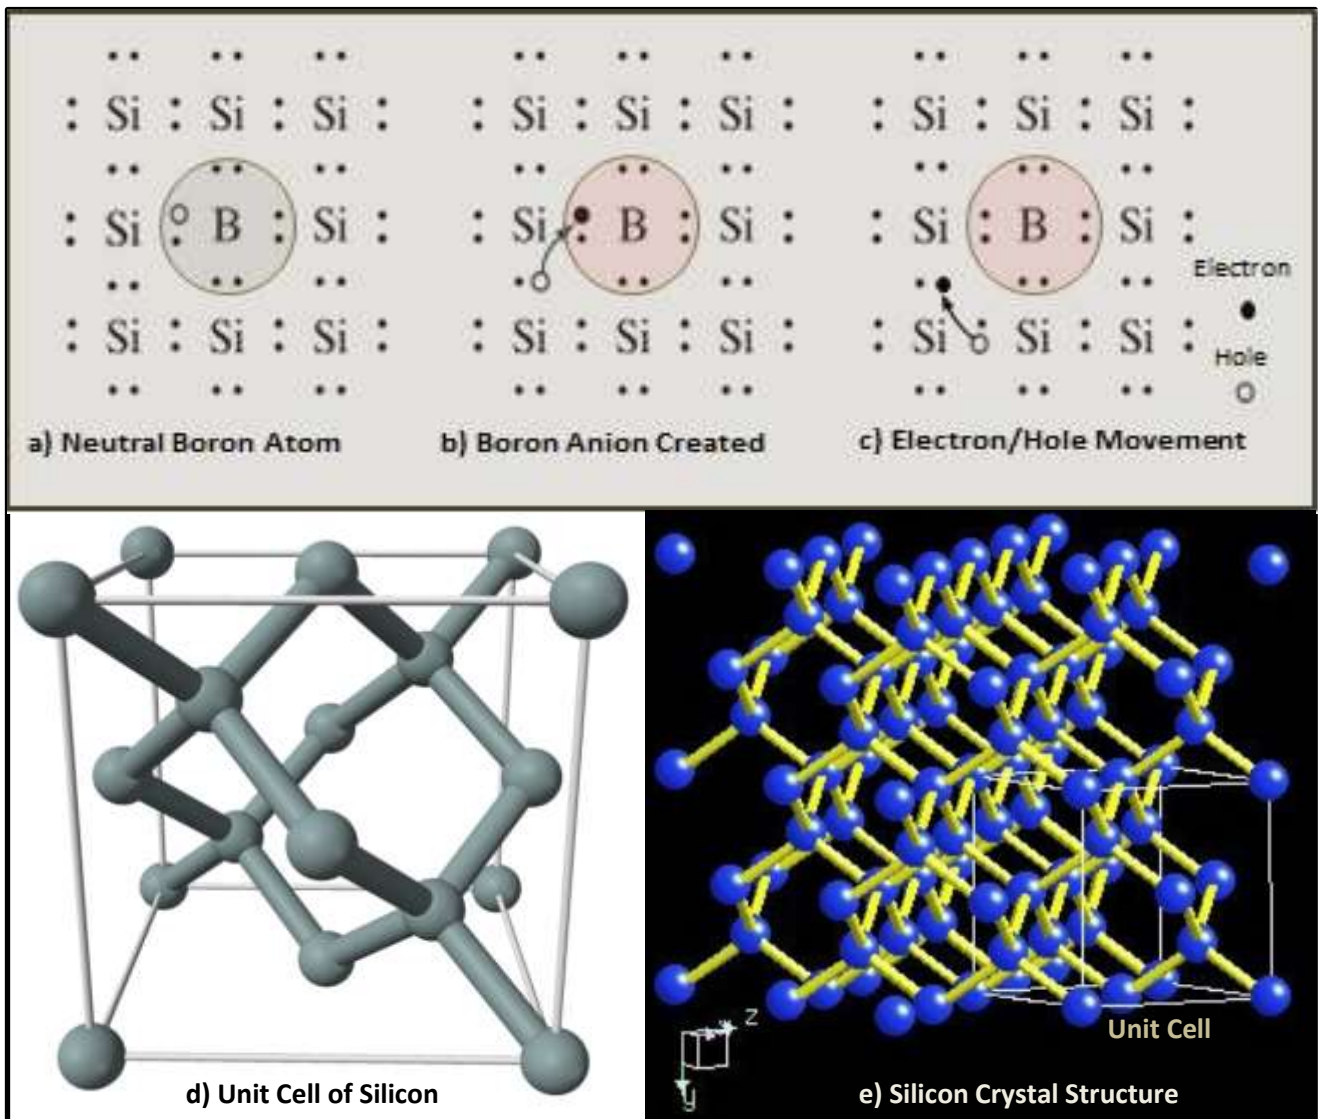 Si Si Si
Si B Si
Si Si Si
a) Neutral Boron Atom
Si Si Si
Si B Si
Si Si Si
b) Boron Anion Created
Si Si Si
Si B Si
Si Si Si
c) Electron/Hole Movement
Electron
Hole
d) Unit Cell of Silicon
z
y
Unit Cell
e) Silicon Crystal Structure